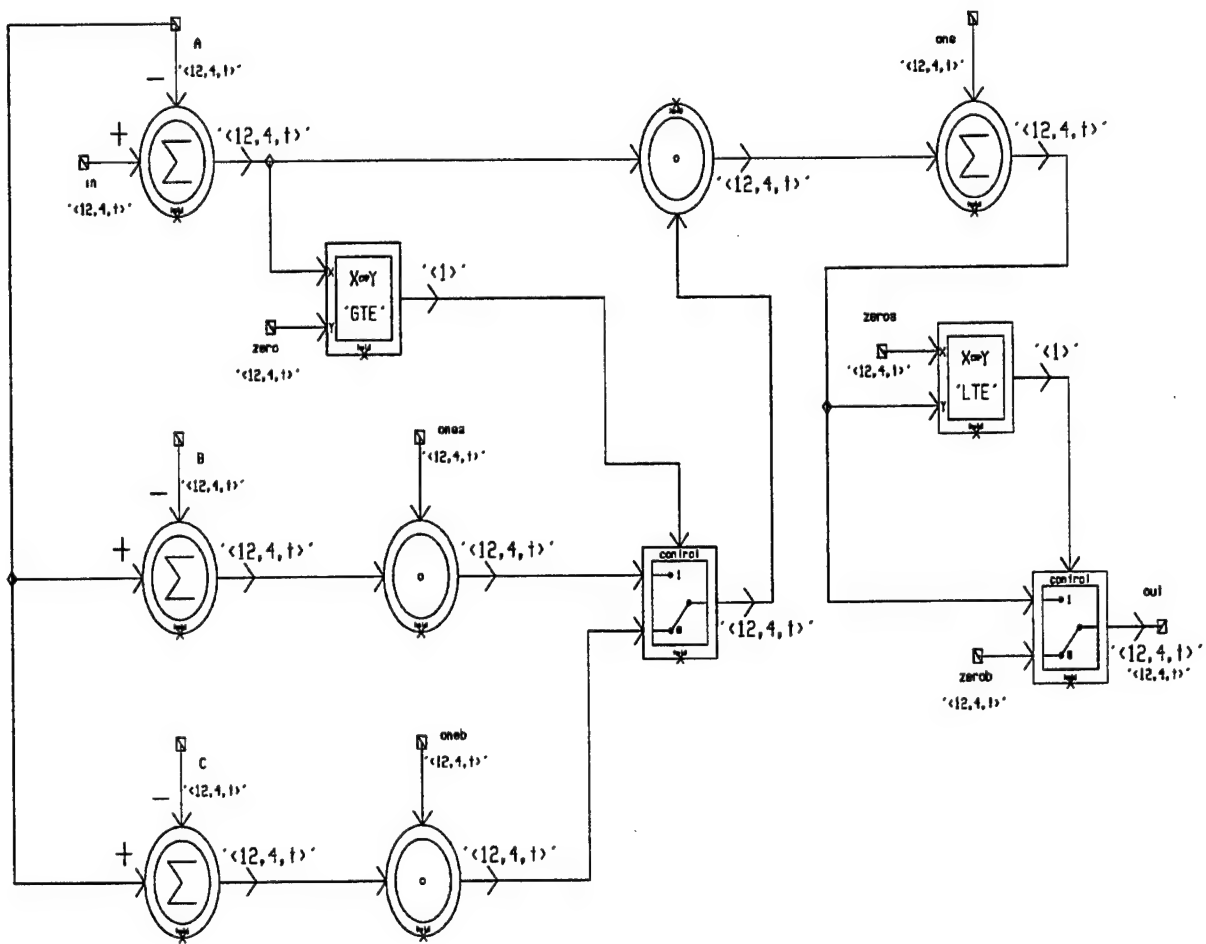 A
'<12,4,t>'
one
'<12,4,t>'
−
+
Σ
'<12,4,t>'
'<12,4,t>'
Σ
'<12,4,t>'
in
'<12,4,t>'
X
Y
X op Y
'GTE'
'<1>'
zero
'<12,4,t>'
zeros
'<12,4,t>'
X
Y
X op Y
'LTE'
'<1>'
B
'<12,4,t>'
−
+
Σ
'<12,4,t>'
'<12,4,t>'
'<12,4,t>'
control
1
0
'<12,4,t>'
control
1
0
out
'<12,4,t>'
'<12,4,t>'
zerob
'<12,4,t>'
C
'<12,4,t>'
−
+
Σ
'<12,4,t>'
oneb
'<12,4,t>'
'<12,4,t>'